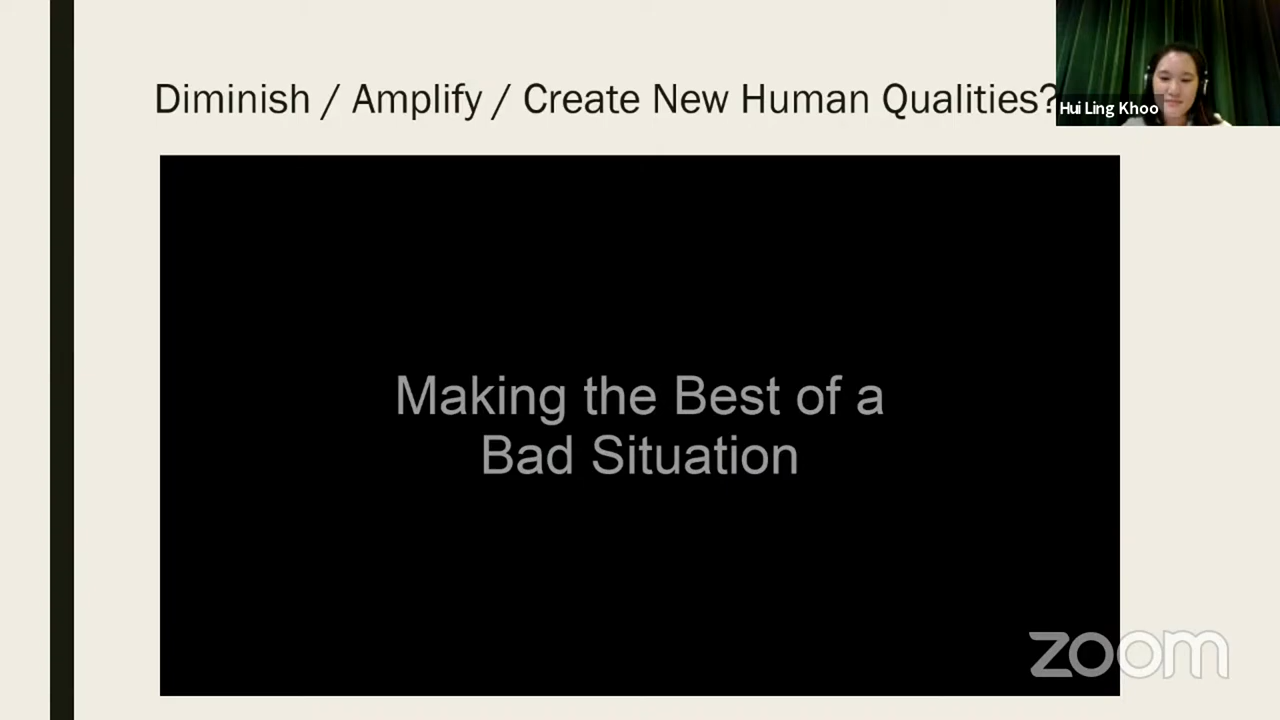 Diminish / Amplify / Create New Human Qualities?
Hui Ling Khoo
Making the Best of a
Bad Situation
zoom